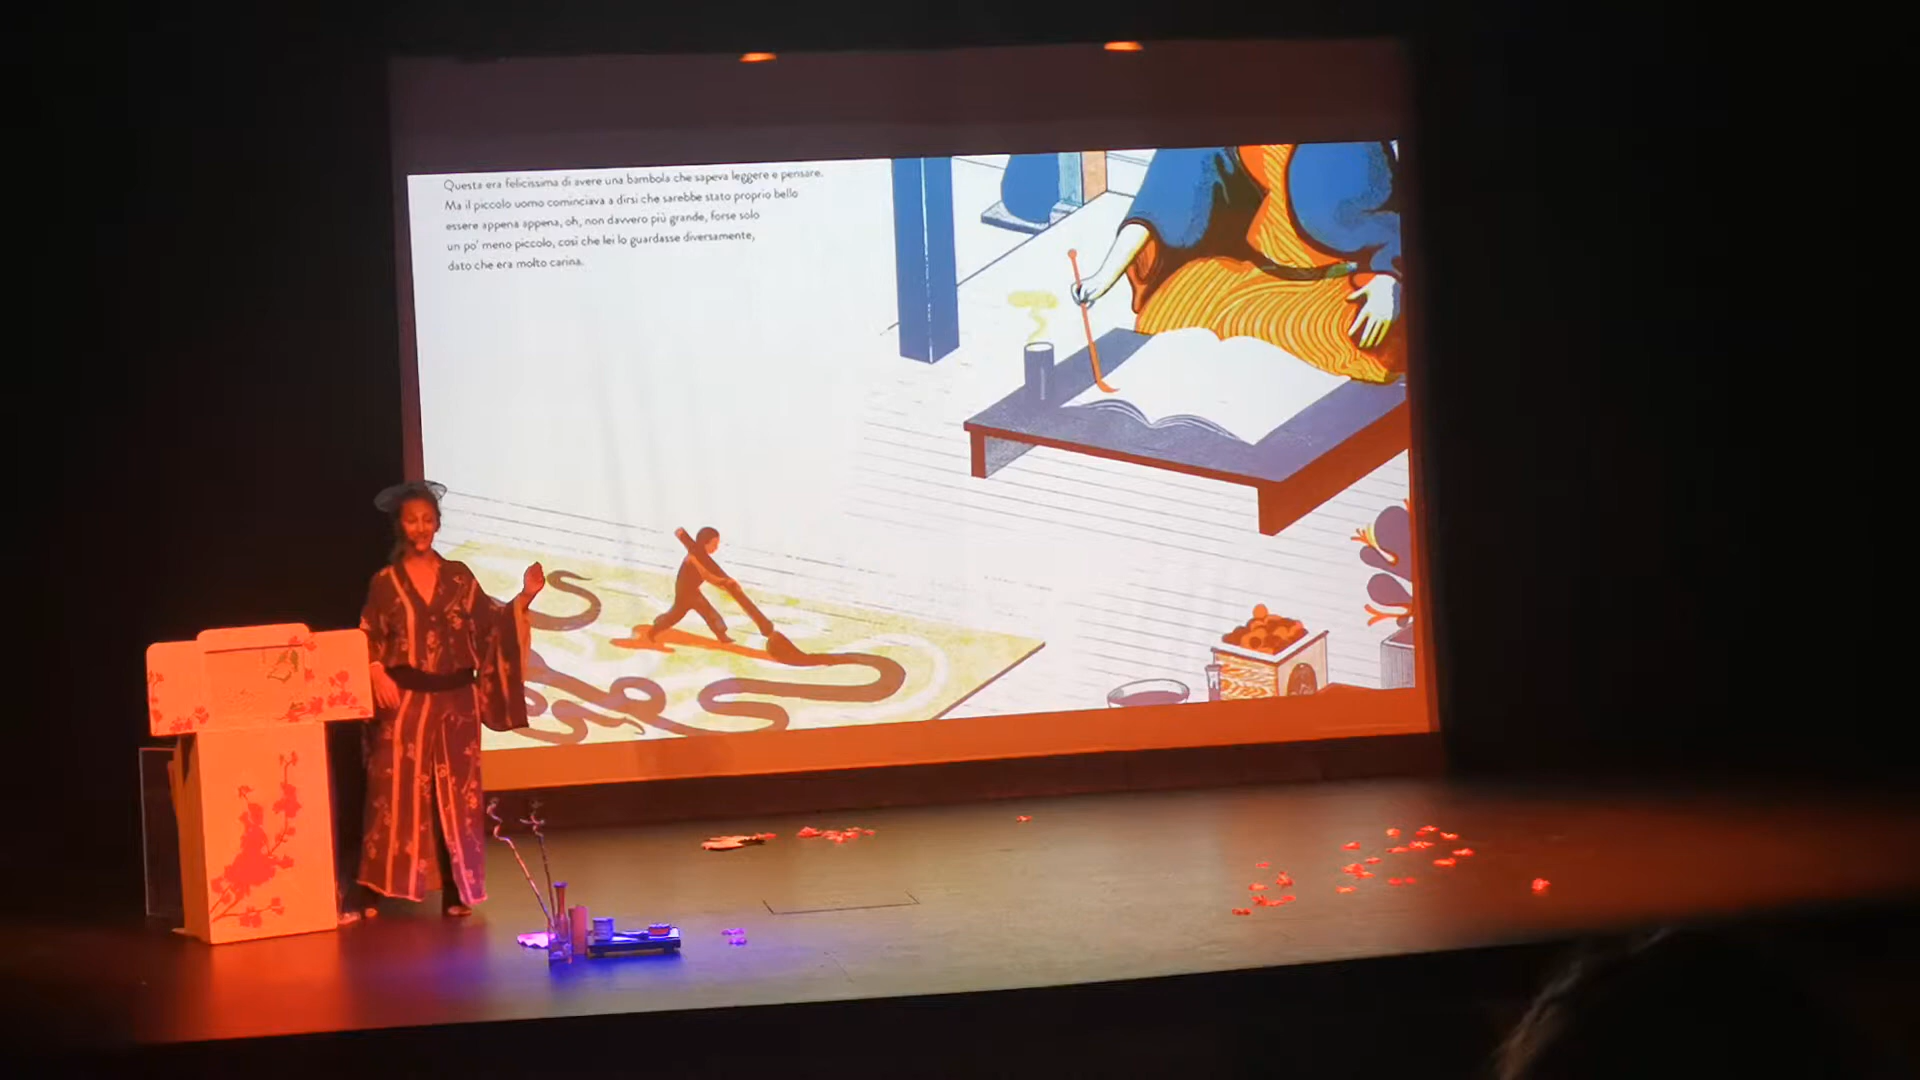 Questa era felicissima di avere una bambola che sapeva leggere e pensare.
Ma il piccolo uomo cominciava a dirsi che sarebbe stato proprio bello
essere appena appena, oh, non davvero più grande, forse solo
un po' meno piccolo, così che lei lo guardasse diversamente,
dato che era molto carina.